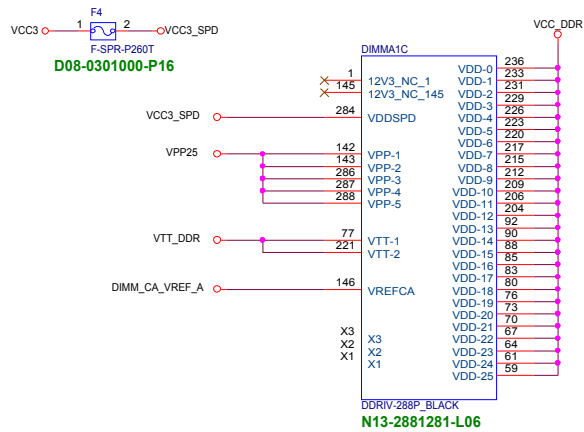 F4
VCC3 1 2 VCC3_SPD
F-SPR-P260T
D08-0301000-P16
VCC_DDR
DIMMA1C
1 12V3_NC_1
145 12V3_NC_145
VCC3_SPD 284 VDDSPD
VPP25 142 VPP-1
143 VPP-2
286 VPP-3
287 VPP-4
288 VPP-5
VTT_DDR 77 VTT-1
221 VTT-2
DIMM_CA_VREF_A 146 VREFCA
X3 X3
X2 X2
X1 X1
VDD-0 236
VDD-1 233
VDD-2 231
VDD-3 229
VDD-4 226
VDD-5 223
VDD-6 220
VDD-7 217
VDD-8 215
VDD-9 212
VDD-10 209
VDD-11 206
VDD-12 204
VDD-13 92
VDD-14 90
VDD-15 88
VDD-16 85
VDD-17 83
VDD-18 80
VDD-19 76
VDD-20 73
VDD-21 70
VDD-22 67
VDD-23 64
VDD-24 61
VDD-25 59
DDRIV-288P_BLACK
N13-2881281-L06